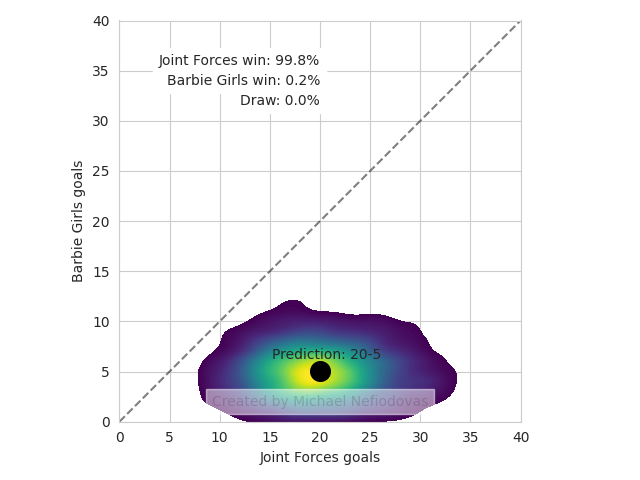 40
35
30
25
20
15
10
5
0
Barbie Girls goals
Joint Forces win: 99.8%
Barbie Girls win: 0.2%
Draw: 0.0%
Prediction: 20-5
Created by Michael Nefiodovas
0 5 10 15 20 25 30 35 40
Joint Forces goals